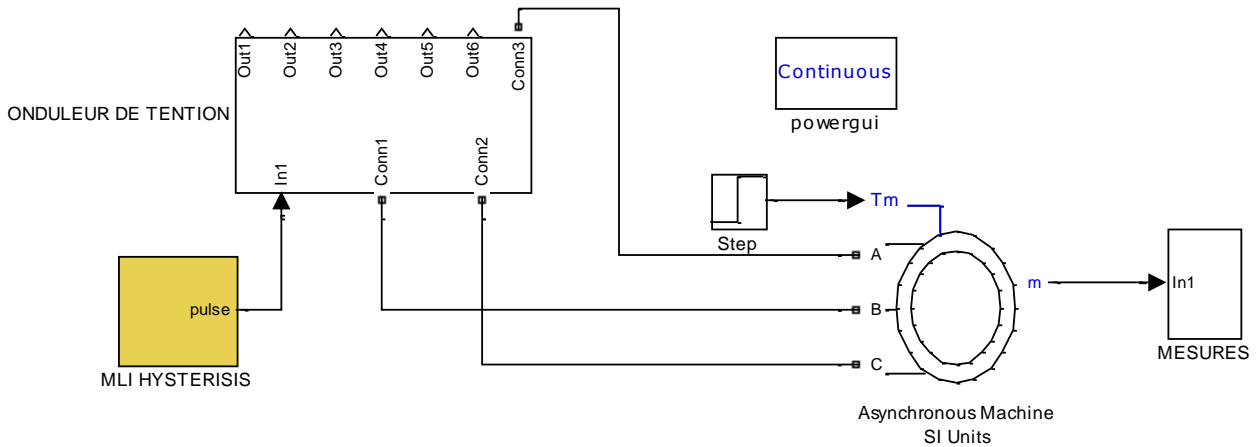 Out1
Out2
Out3
Out4
Out5
Out6
Conn3
ONDULEUR DE TENTION
In1
Conn1
Conn2
Continuous
powergui
Step
Tm
A
B
C
m
In1
MESURES
pulse
MLI HYSTERISIS
Asynchronous Machine
SI Units